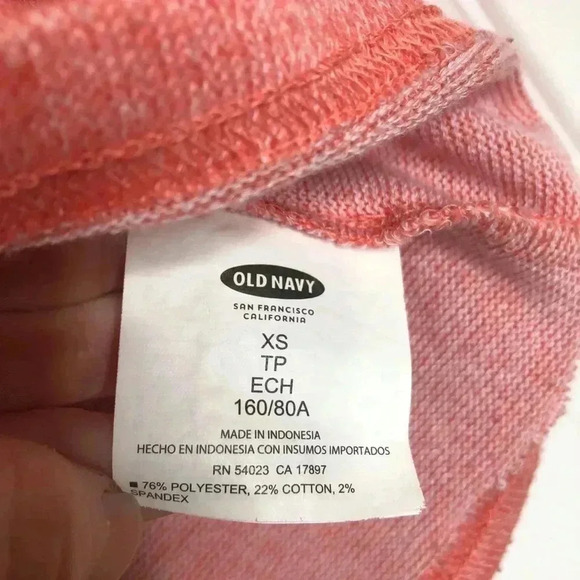 OLD NAVY
SAN FRANCISCO
CALIFORNIA
XS
TP
ECH
160/80A
MADE IN INDONESIA
HECHO EN INDONESIA CON INSUMOS IMPORTADOS
RN 54023 CA 17897
■ 76% POLYESTER, 22% COTTON, 2%
SPANDEX